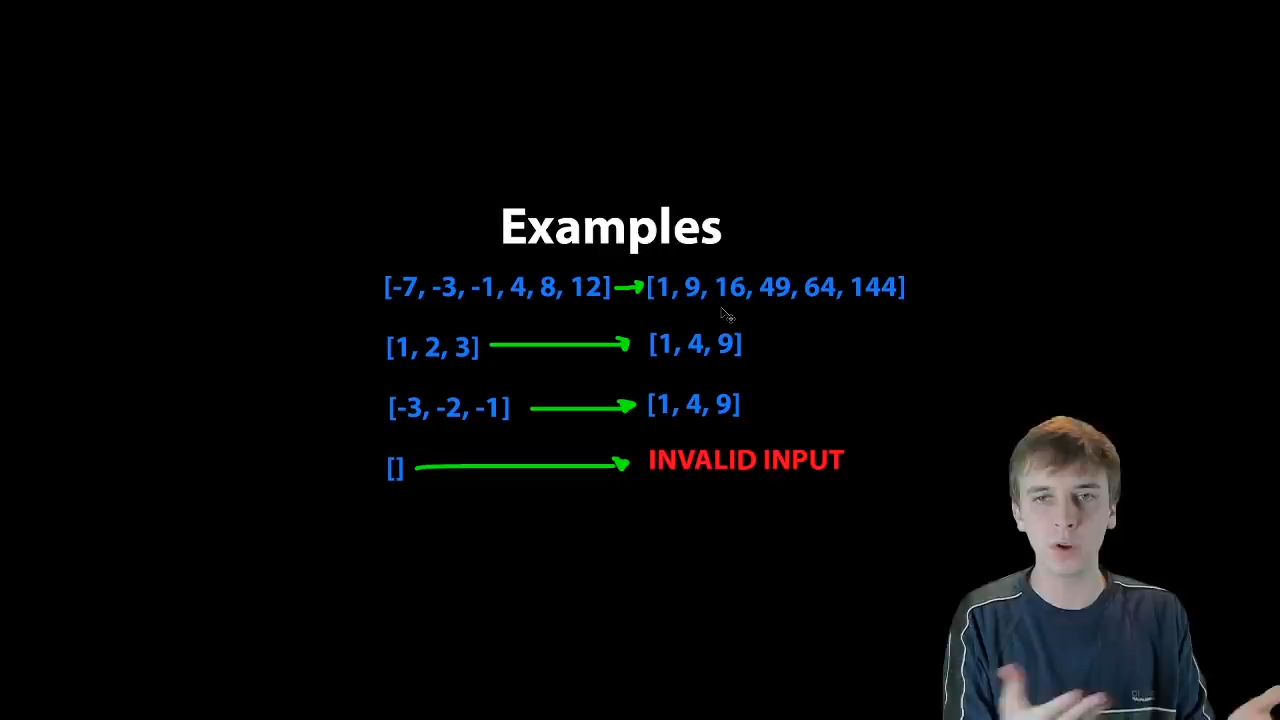 Examples
[-7, -3, -1, 4, 8, 12] [1, 9, 16, 49, 64, 144]
[1, 2, 3] [1, 4, 9]
[-3, -2, -1] [1, 4, 9]
[] INVALID INPUT